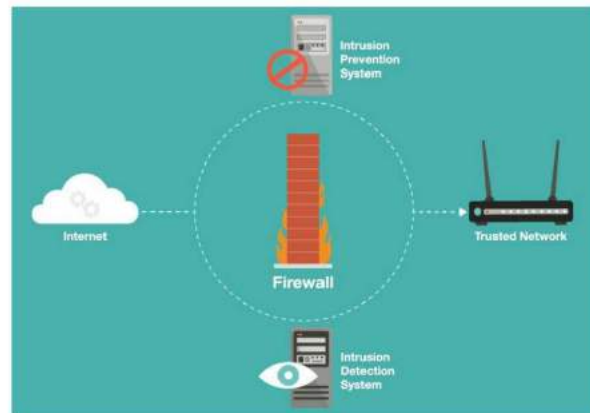 Intrusion
Prevention
System
Internet
Firewall
Trusted Network
Intrusion
Detection
System